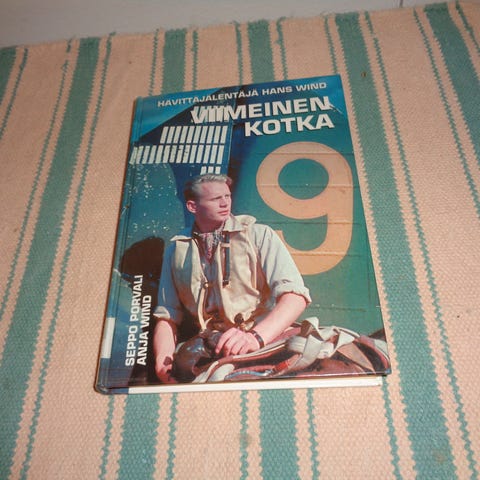 HÄVITTÄJÄLENTÄJÄ HANS WIND
VIIMEINEN
KOTKA
9
SEPPO PORVALI
ANJA WIND